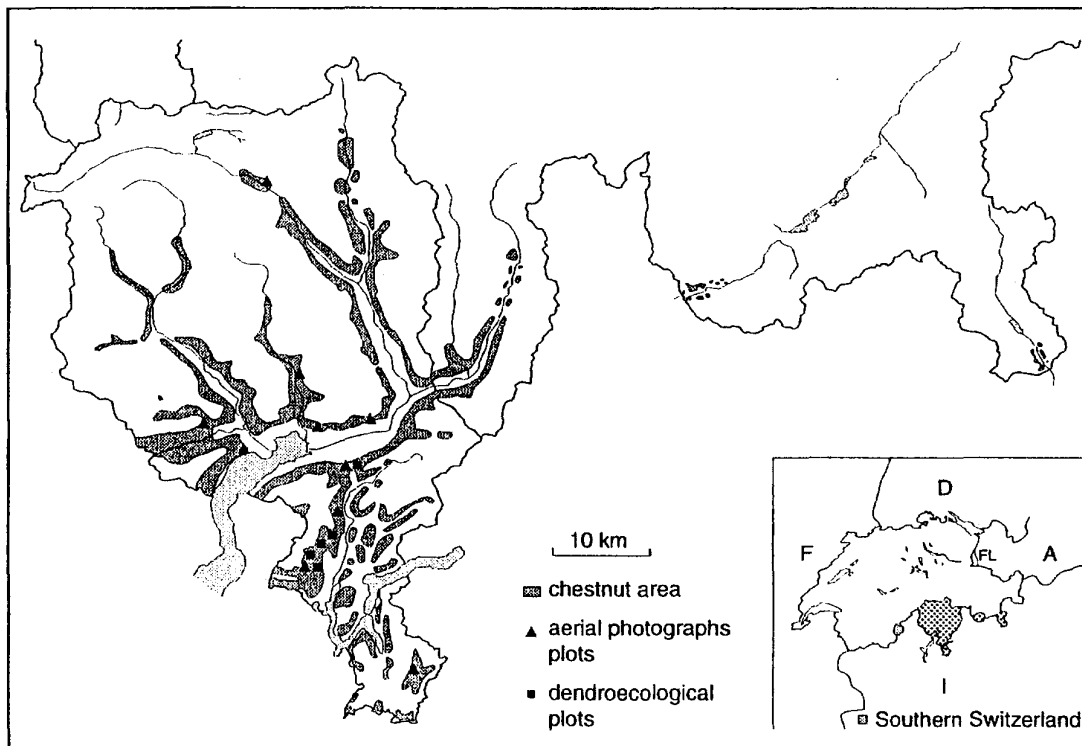 10 km
chestnut area
aerial photographs
plots
dendroecological
plots
D
F
FL
A
I
Southern Switzerland